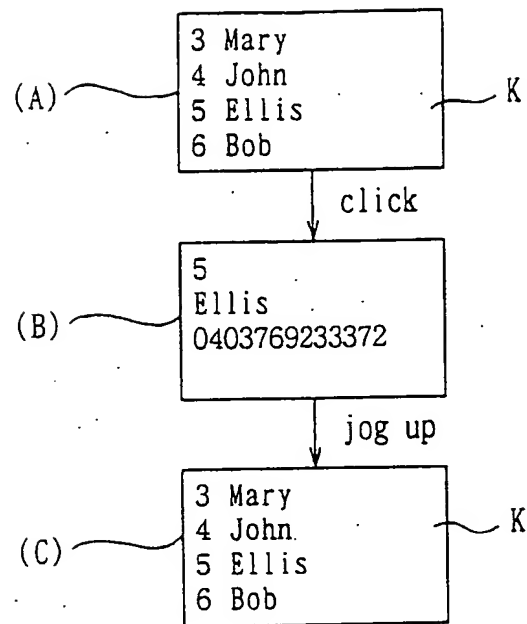 3 Mary
4 John
5 Ellis
6 Bob
(A)
K
click
5
Ellis
0403769233372
(B)
jog up
3 Mary
4 John
5 Ellis
6 Bob
(C)
K